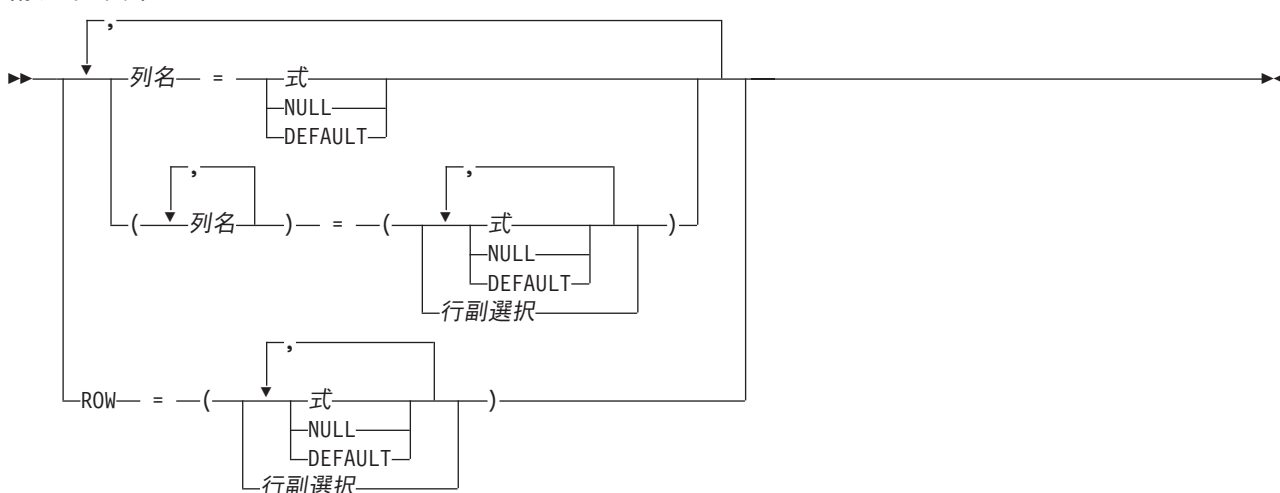 ,
列名 = 式
NULL
DEFAULT
, ,
( 列名 ) = ( 式 )
NULL
DEFAULT
行副選択
,
ROW = ( 式 )
NULL
DEFAULT
行副選択